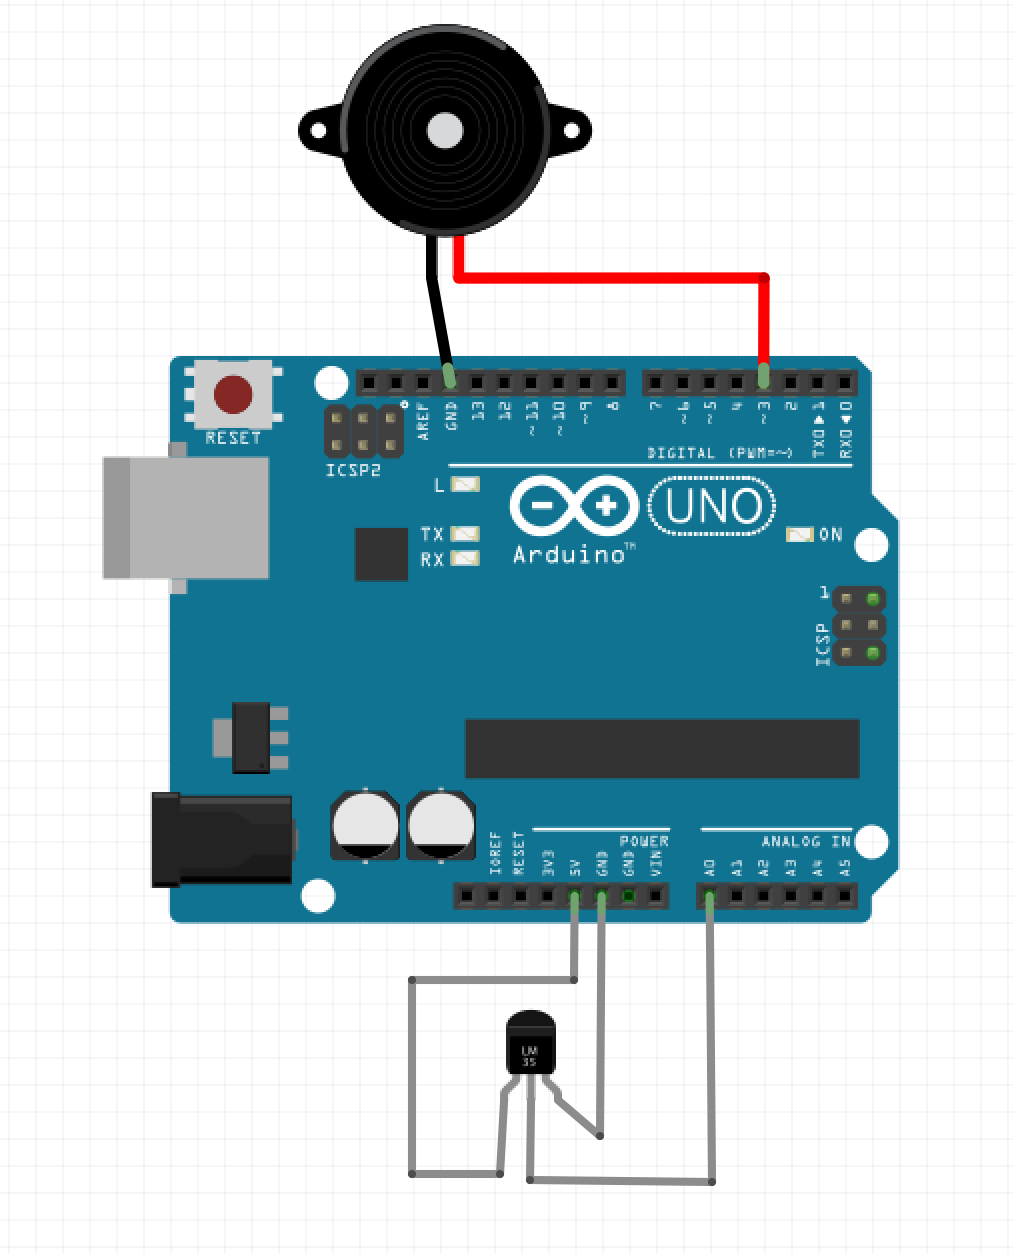 RESET
ICSP2
AREF
GND
13
12
~11
~10
~9
8
7
~6
~5
4
~3
2
TX0▶1
RX0◀0
DIGITAL (PWM=~)
L
TX
RX
UNO
Arduino™
ON
1
ICSP
POWER
ANALOG IN
IOREF
RESET
3V3
5V
GND
GND
VIN
A0
A1
A2
A3
A4
A5
LM
35